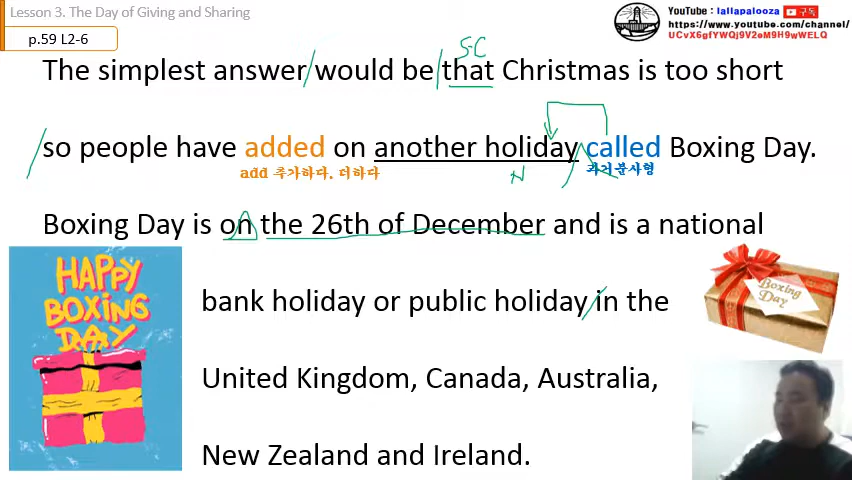 Lesson 3. The Day of Giving and Sharing
p.59 L2-6
YouTube : lallapalooza 구독
https://www.youtube.com/channel/
UCvX6gfYWQj9V2eM9H9wWELQ
S.C
The simplest answer would be that Christmas is too short
so people have added on another holiday called Boxing Day.
add 추가하다. 더하다
N
과거분사형
Boxing Day is on the 26th of December and is a national
bank holiday or public holiday in the
United Kingdom, Canada, Australia,
New Zealand and Ireland.
HAPPY
BOXING
DAY
Boxing
Day